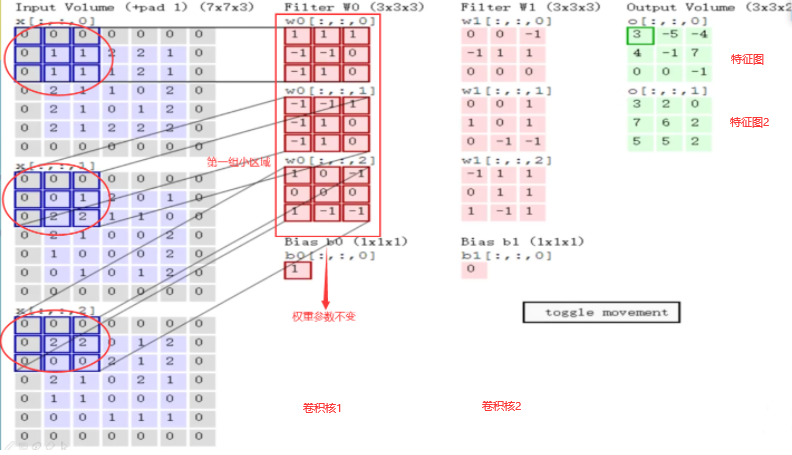 Input Volume (+pad 1) (7x7x3)
x[:,:,0]
0 0 0 0 0 0 0
0 1 1 2 2 1 0
0 1 1 1 2 1 0
0 2 1 1 0 2 0
0 2 1 0 1 2 0
0 2 1 2 2 2 0
0 0 0 0 0 0 0
x[:,:,1]
0 0 0 0 0 0 0
0 0 1 2 0 1 0
0 2 2 1 1 0 0
0 2 1 0 0 2 0
0 1 0 0 0 2 0
0 0 1 0 1 2 0
0 0 0 0 0 0 0
x[:,:,2]
0 0 0 0 0 0 0
0 2 2 0 1 2 0
0 0 0 2 1 2 0
0 2 1 0 2 1 0
0 1 1 0 0 0 0
0 0 0 1 1 1 0
0 0 0 0 0 0 0
第一组小区域
Filter W0 (3x3x3)
w0[:,:,0]
1 1 1
-1 -1 0
-1 1 0
w0[:,:,1]
-1 -1 1
-1 1 0
-1 1 0
w0[:,:,2]
1 0 -1
0 0 0
1 -1 -1
Bias b0 (1x1x1)
b0[:,:,0]
1
权重参数不变
卷积核1
Filter W1 (3x3x3)
w1[:,:,0]
0 0 -1
-1 1 1
0 0 0
w1[:,:,1]
0 0 1
1 0 1
0 -1 -1
w1[:,:,2]
-1 1 1
0 1 1
1 -1 1
Bias b1 (1x1x1)
b1[:,:,0]
0
toggle movement
卷积核2
Output Volume (3x3x2
o[:,:,0]
3 -5 -4
4 -1 7
0 0 -1
特征图
o[:,:,1]
3 2 0
7 6 2
5 5 2
特征图2